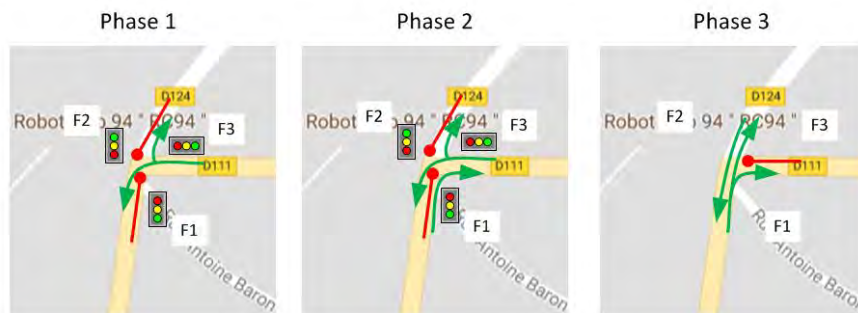 Phase 1
D124
F2
Robot
o 94 " RC94 "
F3
D111
F1
Antoine Baron
Phase 2
D124
F2
Robot
o 94 " RC94 "
F3
D111
F1
Antoine Baron
Phase 3
D124
F2
Robot
o 94 " RC94 "
F3
D111
F1
Antoine Baron